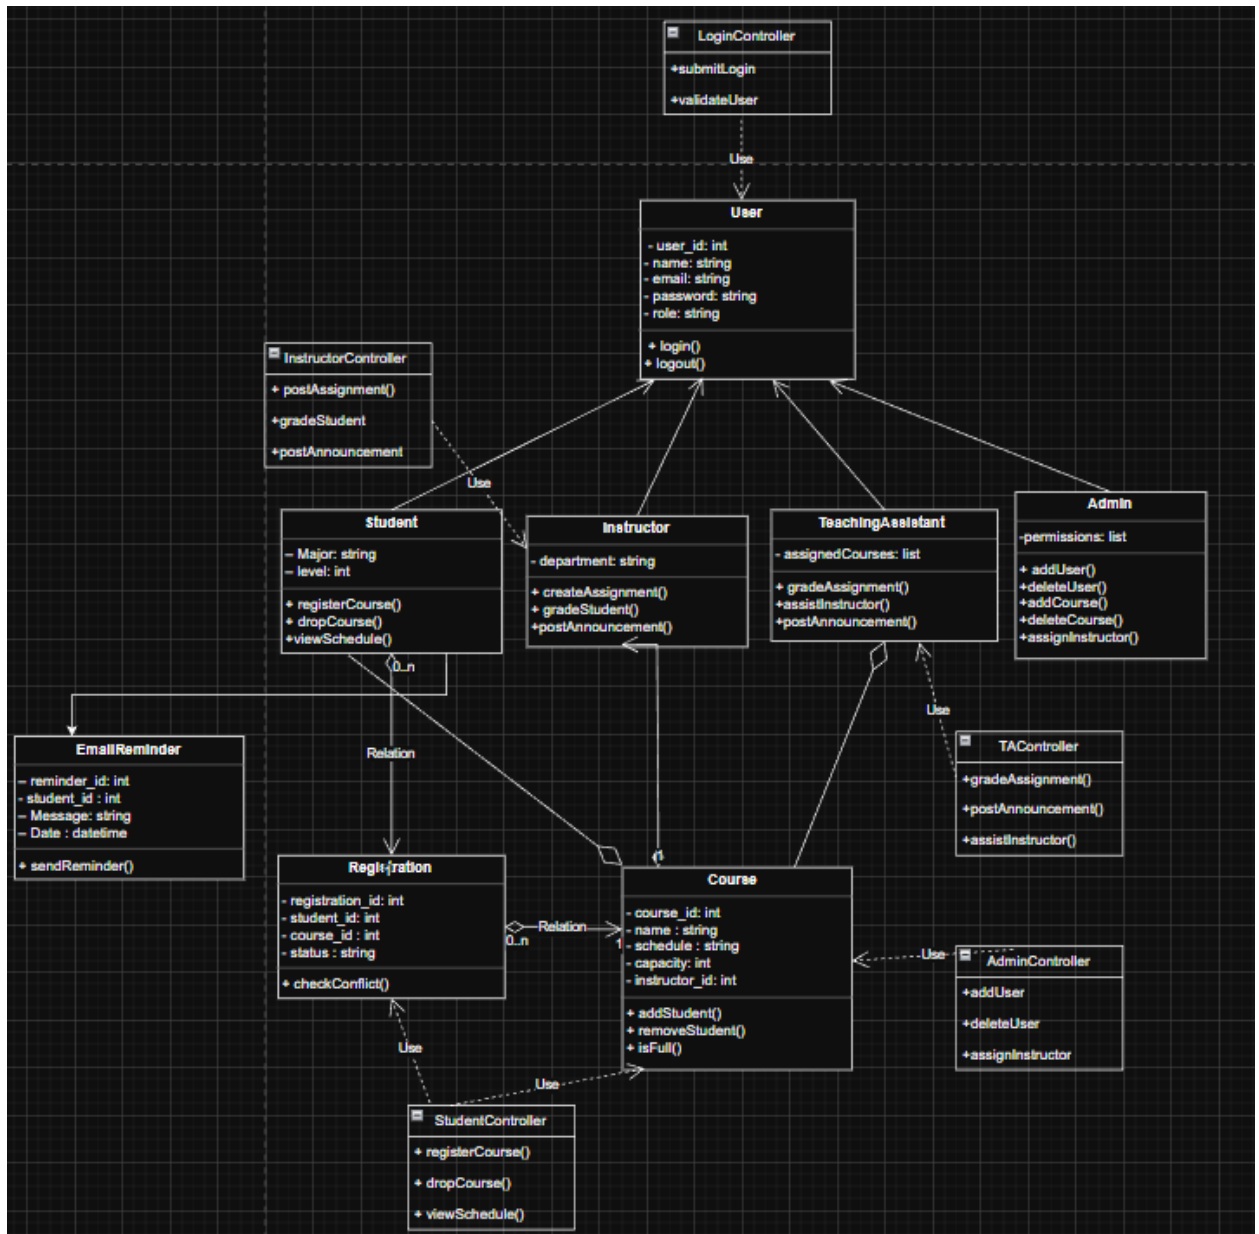 LoginController
+submitLogin
+validateUser
Use
User
- user_id: int
- name: string
- email: string
- password: string
- role: string
+ login()
+ logout()
InstructorController
+ postAssignment()
+gradeStudent
+postAnnouncement
Use
Student
– Major: string
– level: int
+ registerCourse()
+ dropCourse()
+viewSchedule()
0..n
Instructor
- department: string
+ createAssignment()
+ gradeStudent()
+postAnnouncement()
TeachingAssistant
- assignedCourses: list
+ gradeAssignment()
+assistInstructor()
+postAnnouncement()
Admin
-permissions: list
+ addUser()
+deleteUser()
+addCourse()
+deleteCourse()
+assignInstructor()
Use
TAController
+gradeAssignment()
+postAnnouncement()
+assistInstructor()
EmailReminder
– reminder_id: int
- student_id : int
– Message: string
– Date : datetime
+ sendReminder()
Relation
Registration
- registration_id: int
- student_id: int
- course_id : int
- status : string
+ checkConflict()
Relation
0..n
1
Course
- course_id: int
- name : string
- schedule : string
- capacity: int
- instructor_id: int
+ addStudent()
+ removeStudent()
+ isFull()
Use
AdminController
+addUser
+deleteUser
+assignInstructor
Use
Use
StudentController
+ registerCourse()
+ dropCourse()
+ viewSchedule()